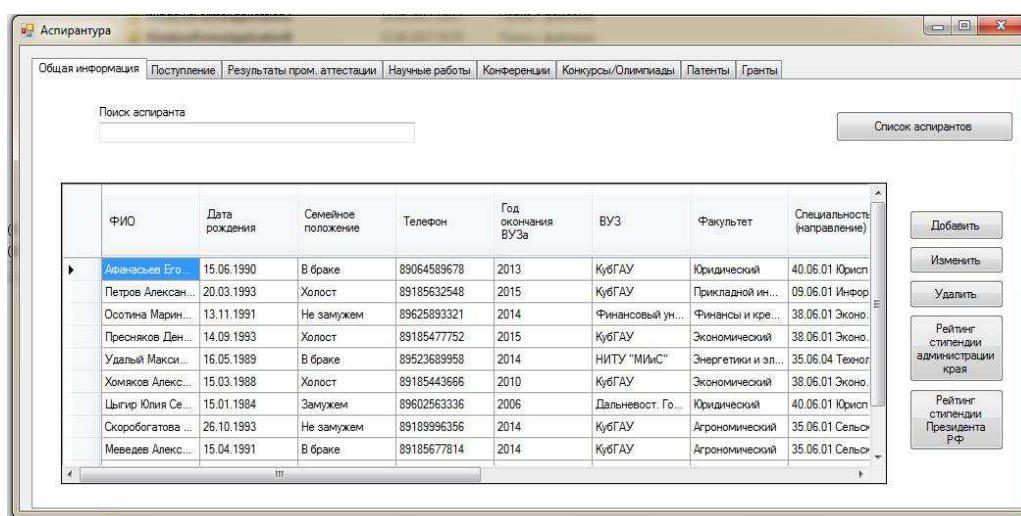 Аспирантура
Общая информация Поступление Результаты пром. аттестации Научные работы Конференции Конкурсы/Олимпиады Патенты Гранты
Поиск аспиранта
Список аспирантов
ФИО Дата рождения Семейное положение Телефон Год окончания ВУЗа ВУЗ Факультет Специальность (направление)
Афанасьев Его... 15.06.1990 В браке 89064589678 2013 КубГАУ Юридический 40.06.01 Юрисп
Петров Алексан... 20.03.1993 Холост 89185632548 2015 КубГАУ Прикладной ин... 09.06.01 Инфор
Осотина Марин... 13.11.1991 Не замужем 89625893321 2014 Финансовый ун... Финансы и кре... 38.06.01 Эконо.
Пресняков Ден... 14.09.1993 Холост 89185477752 2015 КубГАУ Экономический 38.06.01 Эконо.
Удалый Макси... 16.05.1989 В браке 89523689958 2014 НИТУ "МИиС" Энергетики и эл... 35.06.04 Технол
Хомяков Алекс... 15.03.1988 Холост 89185443666 2010 КубГАУ Экономический 38.06.01 Эконо.
Цыгир Юлия Се... 15.01.1984 Замужем 89602563336 2006 Дальневост. Го... Юридический 40.06.01 Юрисп
Скоробогатова ... 26.10.1993 Не замужем 89189996356 2014 КубГАУ Агрономический 35.06.01 Сельск
Меведев Алекс... 15.04.1991 В браке 89185677814 2014 КубГАУ Агрономический 35.06.01 Сельск
Добавить
Изменить
Удалить
Рейтинг
стипендии
администрации
края
Рейтинг
стипендии
Президента
РФ